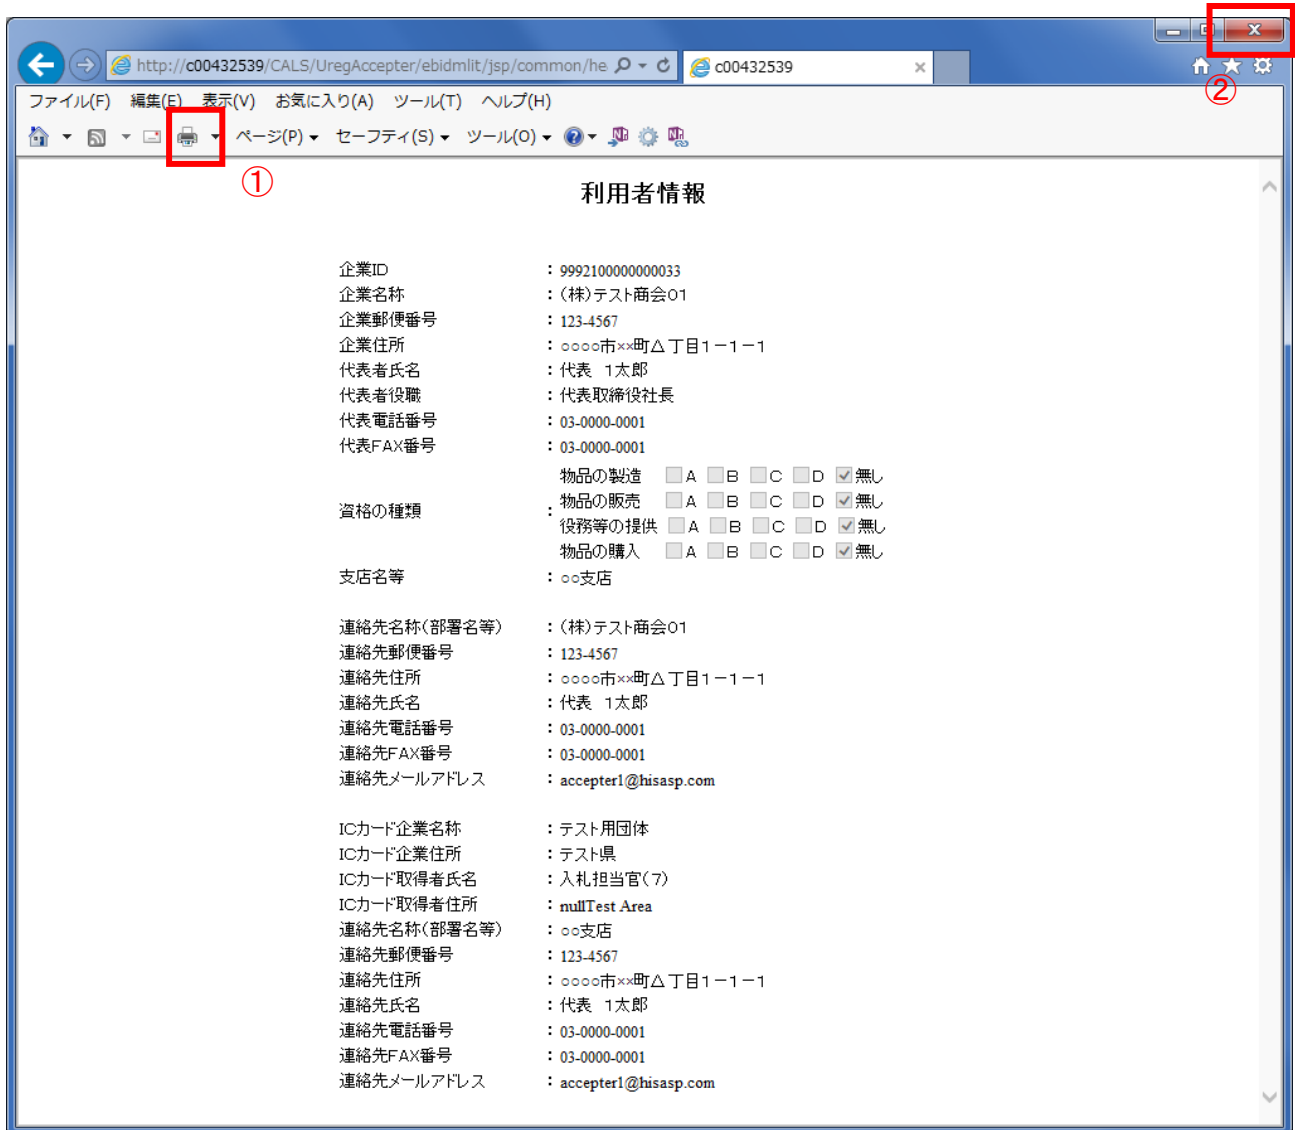 ②
http://c00432539/CALS/UregAccepter/ebidmlit/jsp/common/he c00432539
ファイル(F) 編集(E) 表示(V) お気に入り(A) ツール(T) ヘルプ(H)
ページ(P) セーフティ(S) ツール(O)
①
利用者情報
企業ID : 9992100000000033
企業名称 : (株)テスト商会01
企業郵便番号 : 123-4567
企業住所 : ○○○○市××町△丁目1-1-1
代表者氏名 : 代表 1太郎
代表者役職 : 代表取締役社長
代表電話番号 : 03-0000-0001
代表FAX番号 : 03-0000-0001
資格の種類 :
物品の製造 A B C D 無し
物品の販売 A B C D 無し
役務等の提供 A B C D 無し
物品の購入 A B C D 無し
支店名等 : ○○支店
連絡先名称(部署名等) : (株)テスト商会01
連絡先郵便番号 : 123-4567
連絡先住所 : ○○○○市××町△丁目1-1-1
連絡先氏名 : 代表 1太郎
連絡先電話番号 : 03-0000-0001
連絡先FAX番号 : 03-0000-0001
連絡先メールアドレス : accepter1@hisasp.com
ICカード企業名称 : テスト用団体
ICカード企業住所 : テスト県
ICカード取得者氏名 : 入札担当官(7)
ICカード取得者住所 : nullTest Area
連絡先名称(部署名等) : ○○支店
連絡先郵便番号 : 123-4567
連絡先住所 : ○○○○市××町△丁目1-1-1
連絡先氏名 : 代表 1太郎
連絡先電話番号 : 03-0000-0001
連絡先FAX番号 : 03-0000-0001
連絡先メールアドレス : accepter1@hisasp.com